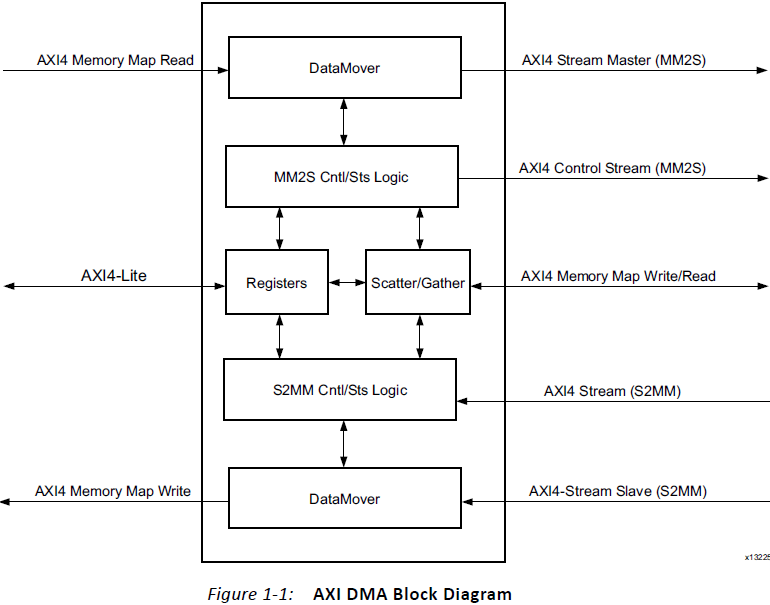 AXI4 Memory Map Read
DataMover
AXI4 Stream Master (MM2S)
MM2S Cntl/Sts Logic
AXI4 Control Stream (MM2S)
AXI4-Lite
Registers
Scatter/Gather
AXI4 Memory Map Write/Read
S2MM Cntl/Sts Logic
AXI4 Stream (S2MM)
AXI4 Memory Map Write
DataMover
AXI4-Stream Slave (S2MM)
x13225
Figure 1-1: AXI DMA Block Diagram